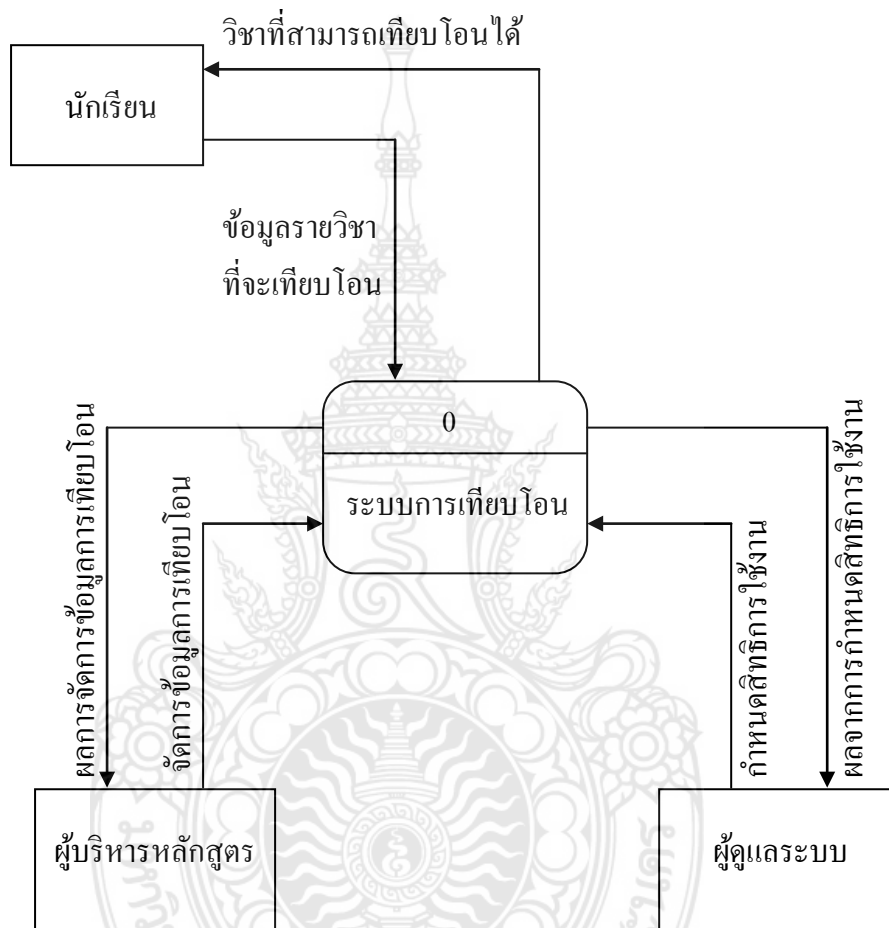 วิชาที่สามารถเทียบโอนได้
นักเรียน
ข้อมูลรายวิชา
ที่จะเทียบโอน
0
ระบบการเทียบโอน
ผลการจัดการข้อมูลการเทียบโอน
จัดการข้อมูลการเทียบโอน
กำหนดสิทธิการใช้งาน
ผลจากการกำหนดสิทธิการใช้งาน
ผู้บริหารหลักสูตร
ผู้ดูแลระบบ